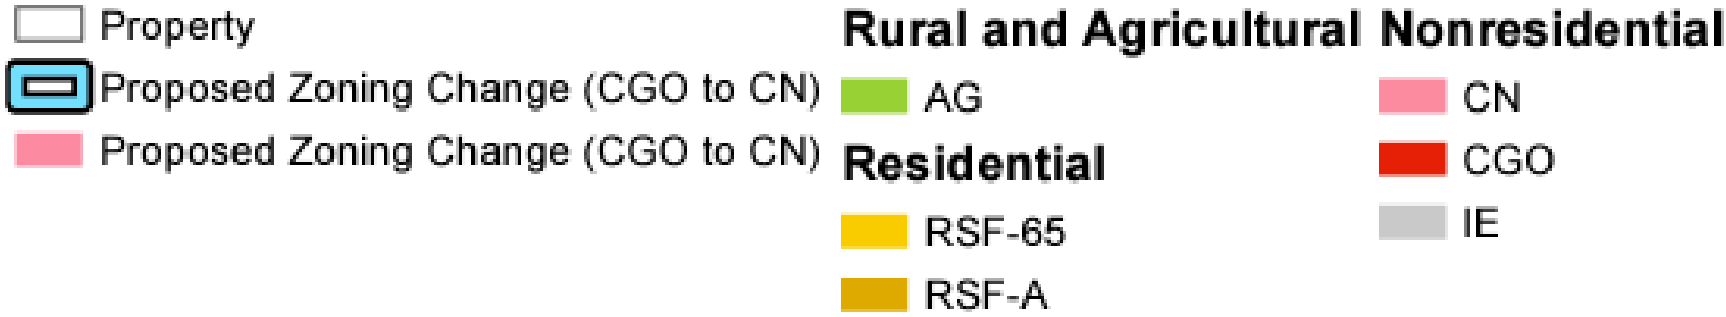 Property
Proposed Zoning Change (CGO to CN)
Proposed Zoning Change (CGO to CN)
Rural and Agricultural
AG
Residential
RSF-65
RSF-A
Nonresidential
CN
CGO
IE